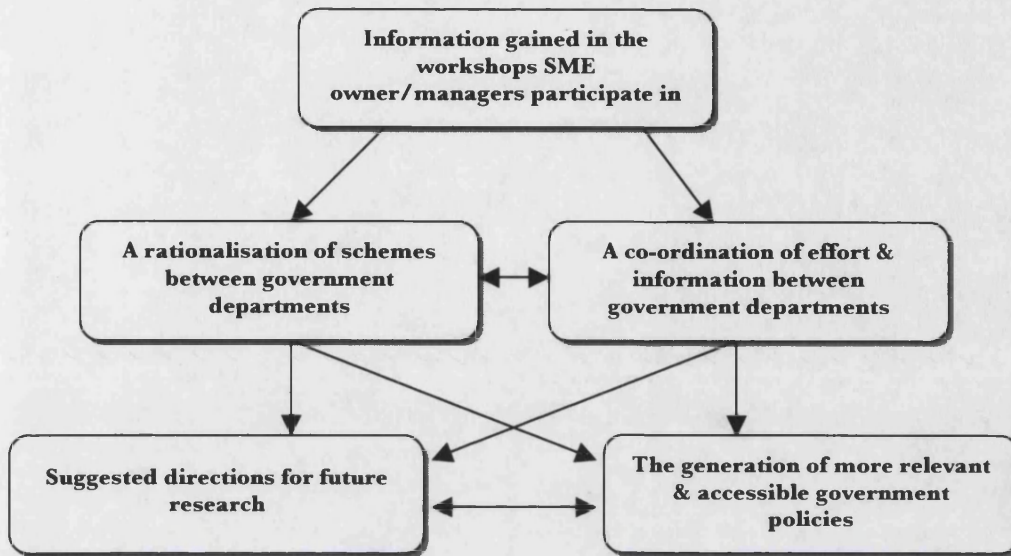 Information gained in the
workshops SME
owner/managers participate in
A rationalisation of schemes
between government
departments
A co-ordination of effort &
information between
government departments
Suggested directions for future
research
The generation of more relevant
& accessible government
policies